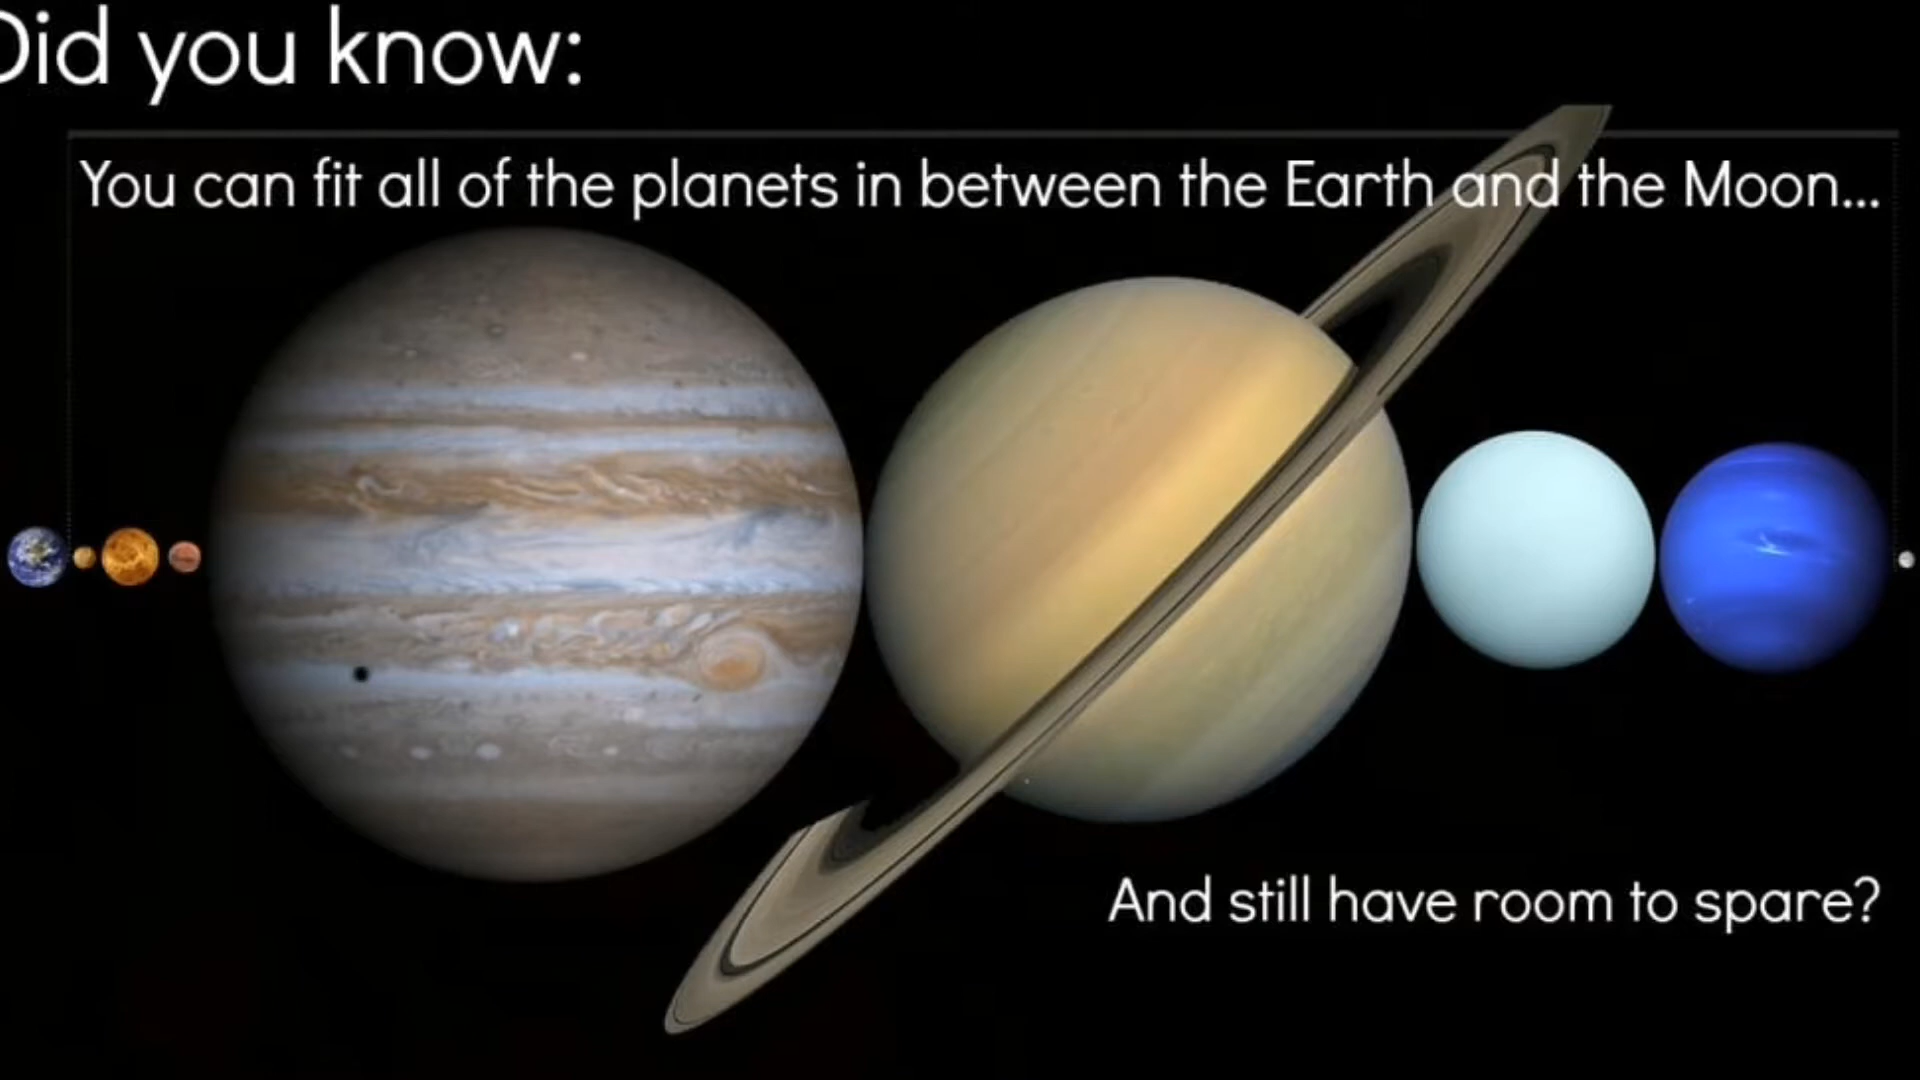 Did you know:
You can fit all of the planets in between the Earth and the Moon...
And still have room to spare?